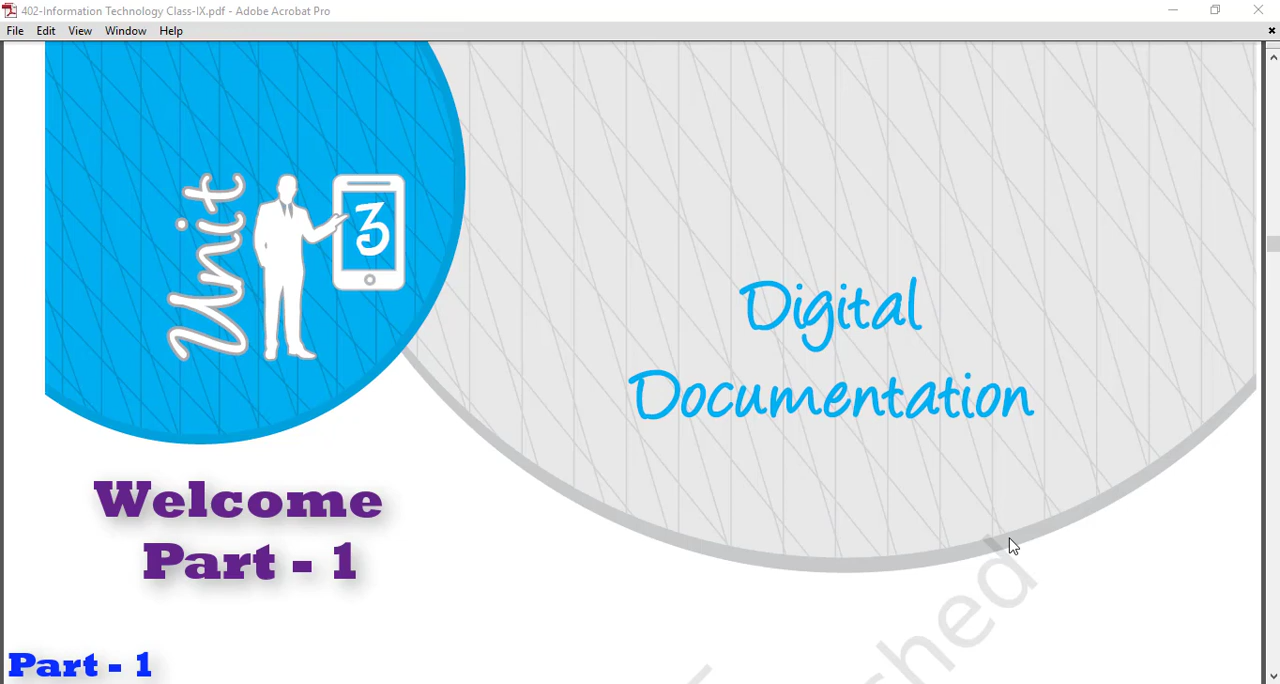 402-Information Technology Class-IX.pdf - Adobe Acrobat Pro
File Edit View Window Help
Unit
3
Digital
Documentation
Welcome
Part - 1
Part - 1